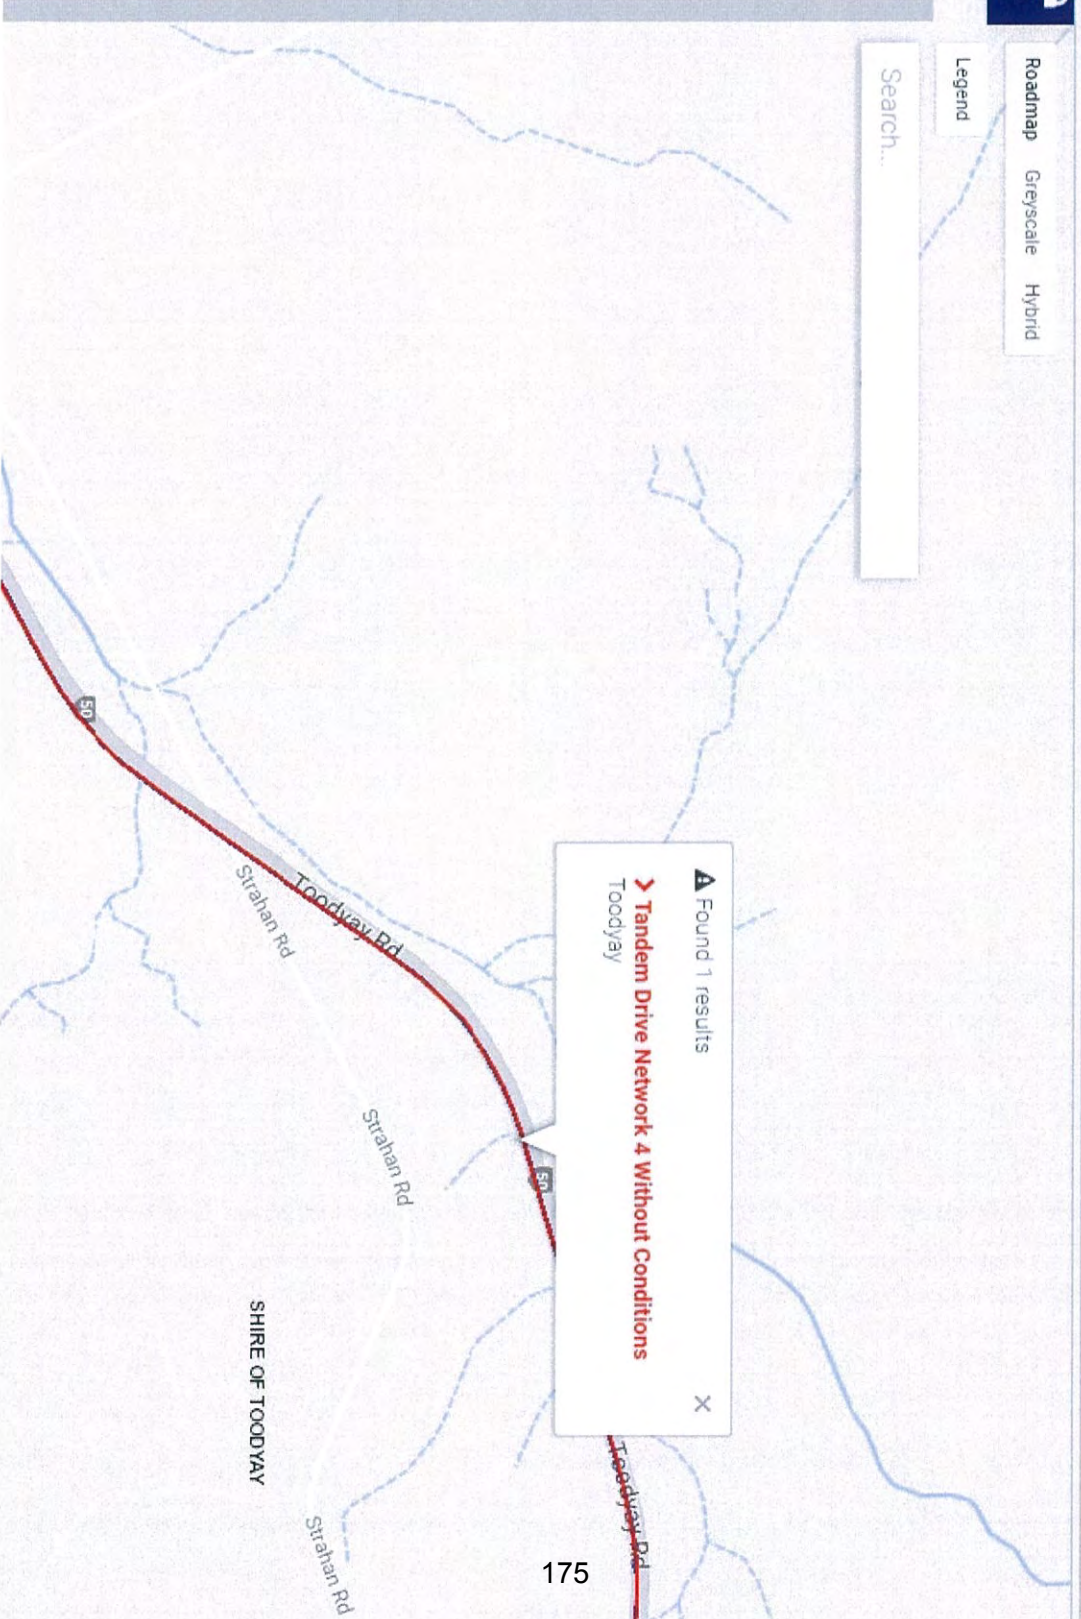 Roadmap Greyscale Hybrid
Legend
Search...
Found 1 results
Tandem Drive Network 4 Without Conditions
Toodyay
50
Toodyay Rd
Strahan Rd
Strahan Rd
50
Toodyay Rd
SHIRE OF TOODYAY
Strahan Rd
175